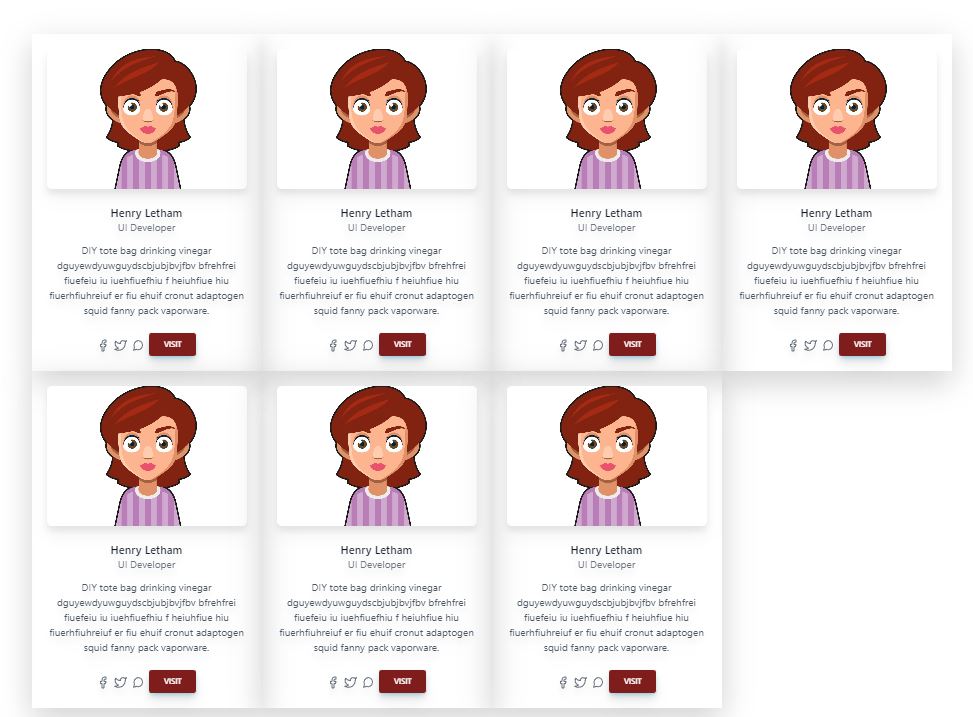 Henry Letham
UI Developer
DIY tote bag drinking vinegar
dguyewdyuwguydscbjubjbvjfbv bfrehfrei
fiuefeiu iu iuehfiuefhiu f heiuhfiue hiu
fiuerhfiuhreiuf er fiu ehuif cronut adaptogen
squid fanny pack vaporware.
VISIT
Henry Letham
UI Developer
DIY tote bag drinking vinegar
dguyewdyuwguydscbjubjbvjfbv bfrehfrei
fiuefeiu iu iuehfiuefhiu f heiuhfiue hiu
fiuerhfiuhreiuf er fiu ehuif cronut adaptogen
squid fanny pack vaporware.
VISIT
Henry Letham
UI Developer
DIY tote bag drinking vinegar
dguyewdyuwguydscbjubjbvjfbv bfrehfrei
fiuefeiu iu iuehfiuefhiu f heiuhfiue hiu
fiuerhfiuhreiuf er fiu ehuif cronut adaptogen
squid fanny pack vaporware.
VISIT
Henry Letham
UI Developer
DIY tote bag drinking vinegar
dguyewdyuwguydscbjubjbvjfbv bfrehfrei
fiuefeiu iu iuehfiuefhiu f heiuhfiue hiu
fiuerhfiuhreiuf er fiu ehuif cronut adaptogen
squid fanny pack vaporware.
VISIT
Henry Letham
UI Developer
DIY tote bag drinking vinegar
dguyewdyuwguydscbjubjbvjfbv bfrehfrei
fiuefeiu iu iuehfiuefhiu f heiuhfiue hiu
fiuerhfiuhreiuf er fiu ehuif cronut adaptogen
squid fanny pack vaporware.
VISIT
Henry Letham
UI Developer
DIY tote bag drinking vinegar
dguyewdyuwguydscbjubjbvjfbv bfrehfrei
fiuefeiu iu iuehfiuefhiu f heiuhfiue hiu
fiuerhfiuhreiuf er fiu ehuif cronut adaptogen
squid fanny pack vaporware.
VISIT
Henry Letham
UI Developer
DIY tote bag drinking vinegar
dguyewdyuwguydscbjubjbvjfbv bfrehfrei
fiuefeiu iu iuehfiuefhiu f heiuhfiue hiu
fiuerhfiuhreiuf er fiu ehuif cronut adaptogen
squid fanny pack vaporware.
VISIT